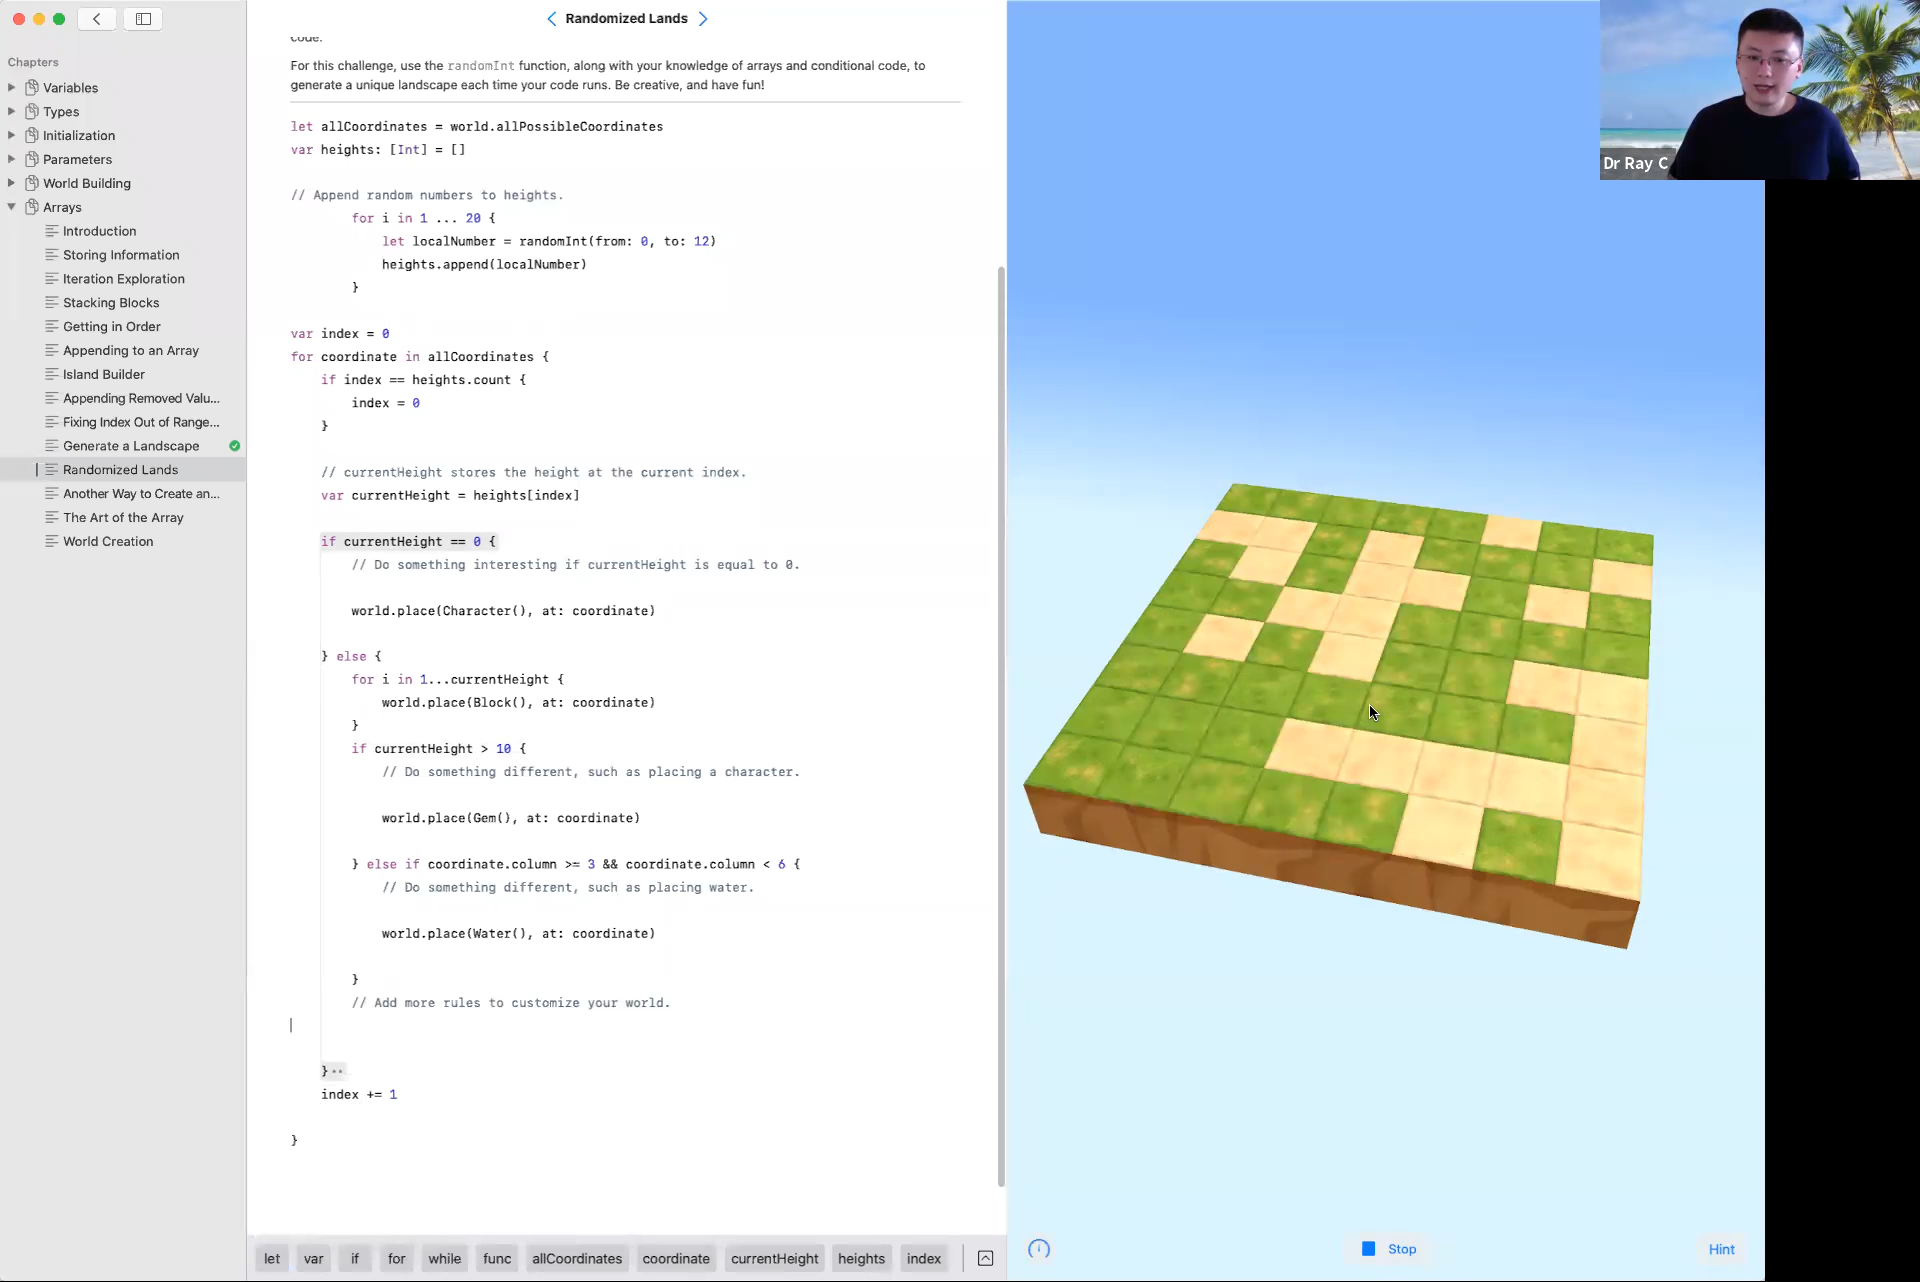 Randomized Lands
Chapters
Variables
Types
Initialization
Parameters
World Building
Arrays
Introduction
Storing Information
Iteration Exploration
Stacking Blocks
Getting in Order
Appending to an Array
Island Builder
Appending Removed Valu...
Fixing Index Out of Range...
Generate a Landscape
Randomized Lands
Another Way to Create an...
The Art of the Array
World Creation
code.
For this challenge, use the randomInt function, along with your knowledge of arrays and conditional code, to
generate a unique landscape each time your code runs. Be creative, and have fun!
let allCoordinates = world.allPossibleCoordinates
var heights: [Int] = []
// Append random numbers to heights.
for i in 1 ... 20 {
let localNumber = randomInt(from: 0, to: 12)
heights.append(localNumber)
}
var index = 0
for coordinate in allCoordinates {
if index == heights.count {
index = 0
}
// currentHeight stores the height at the current index.
var currentHeight = heights[index]
if currentHeight == 0 {
// Do something interesting if currentHeight is equal to 0.
world.place(Character(), at: coordinate)
} else {
for i in 1...currentHeight {
world.place(Block(), at: coordinate)
}
if currentHeight > 10 {
// Do something different, such as placing a character.
world.place(Gem(), at: coordinate)
} else if coordinate.column >= 3 && coordinate.column < 6 {
// Do something different, such as placing water.
world.place(Water(), at: coordinate)
}
// Add more rules to customize your world.
}
index += 1
}
let var if for while func allCoordinates coordinate currentHeight heights index
Dr Ray C
Stop
Hint